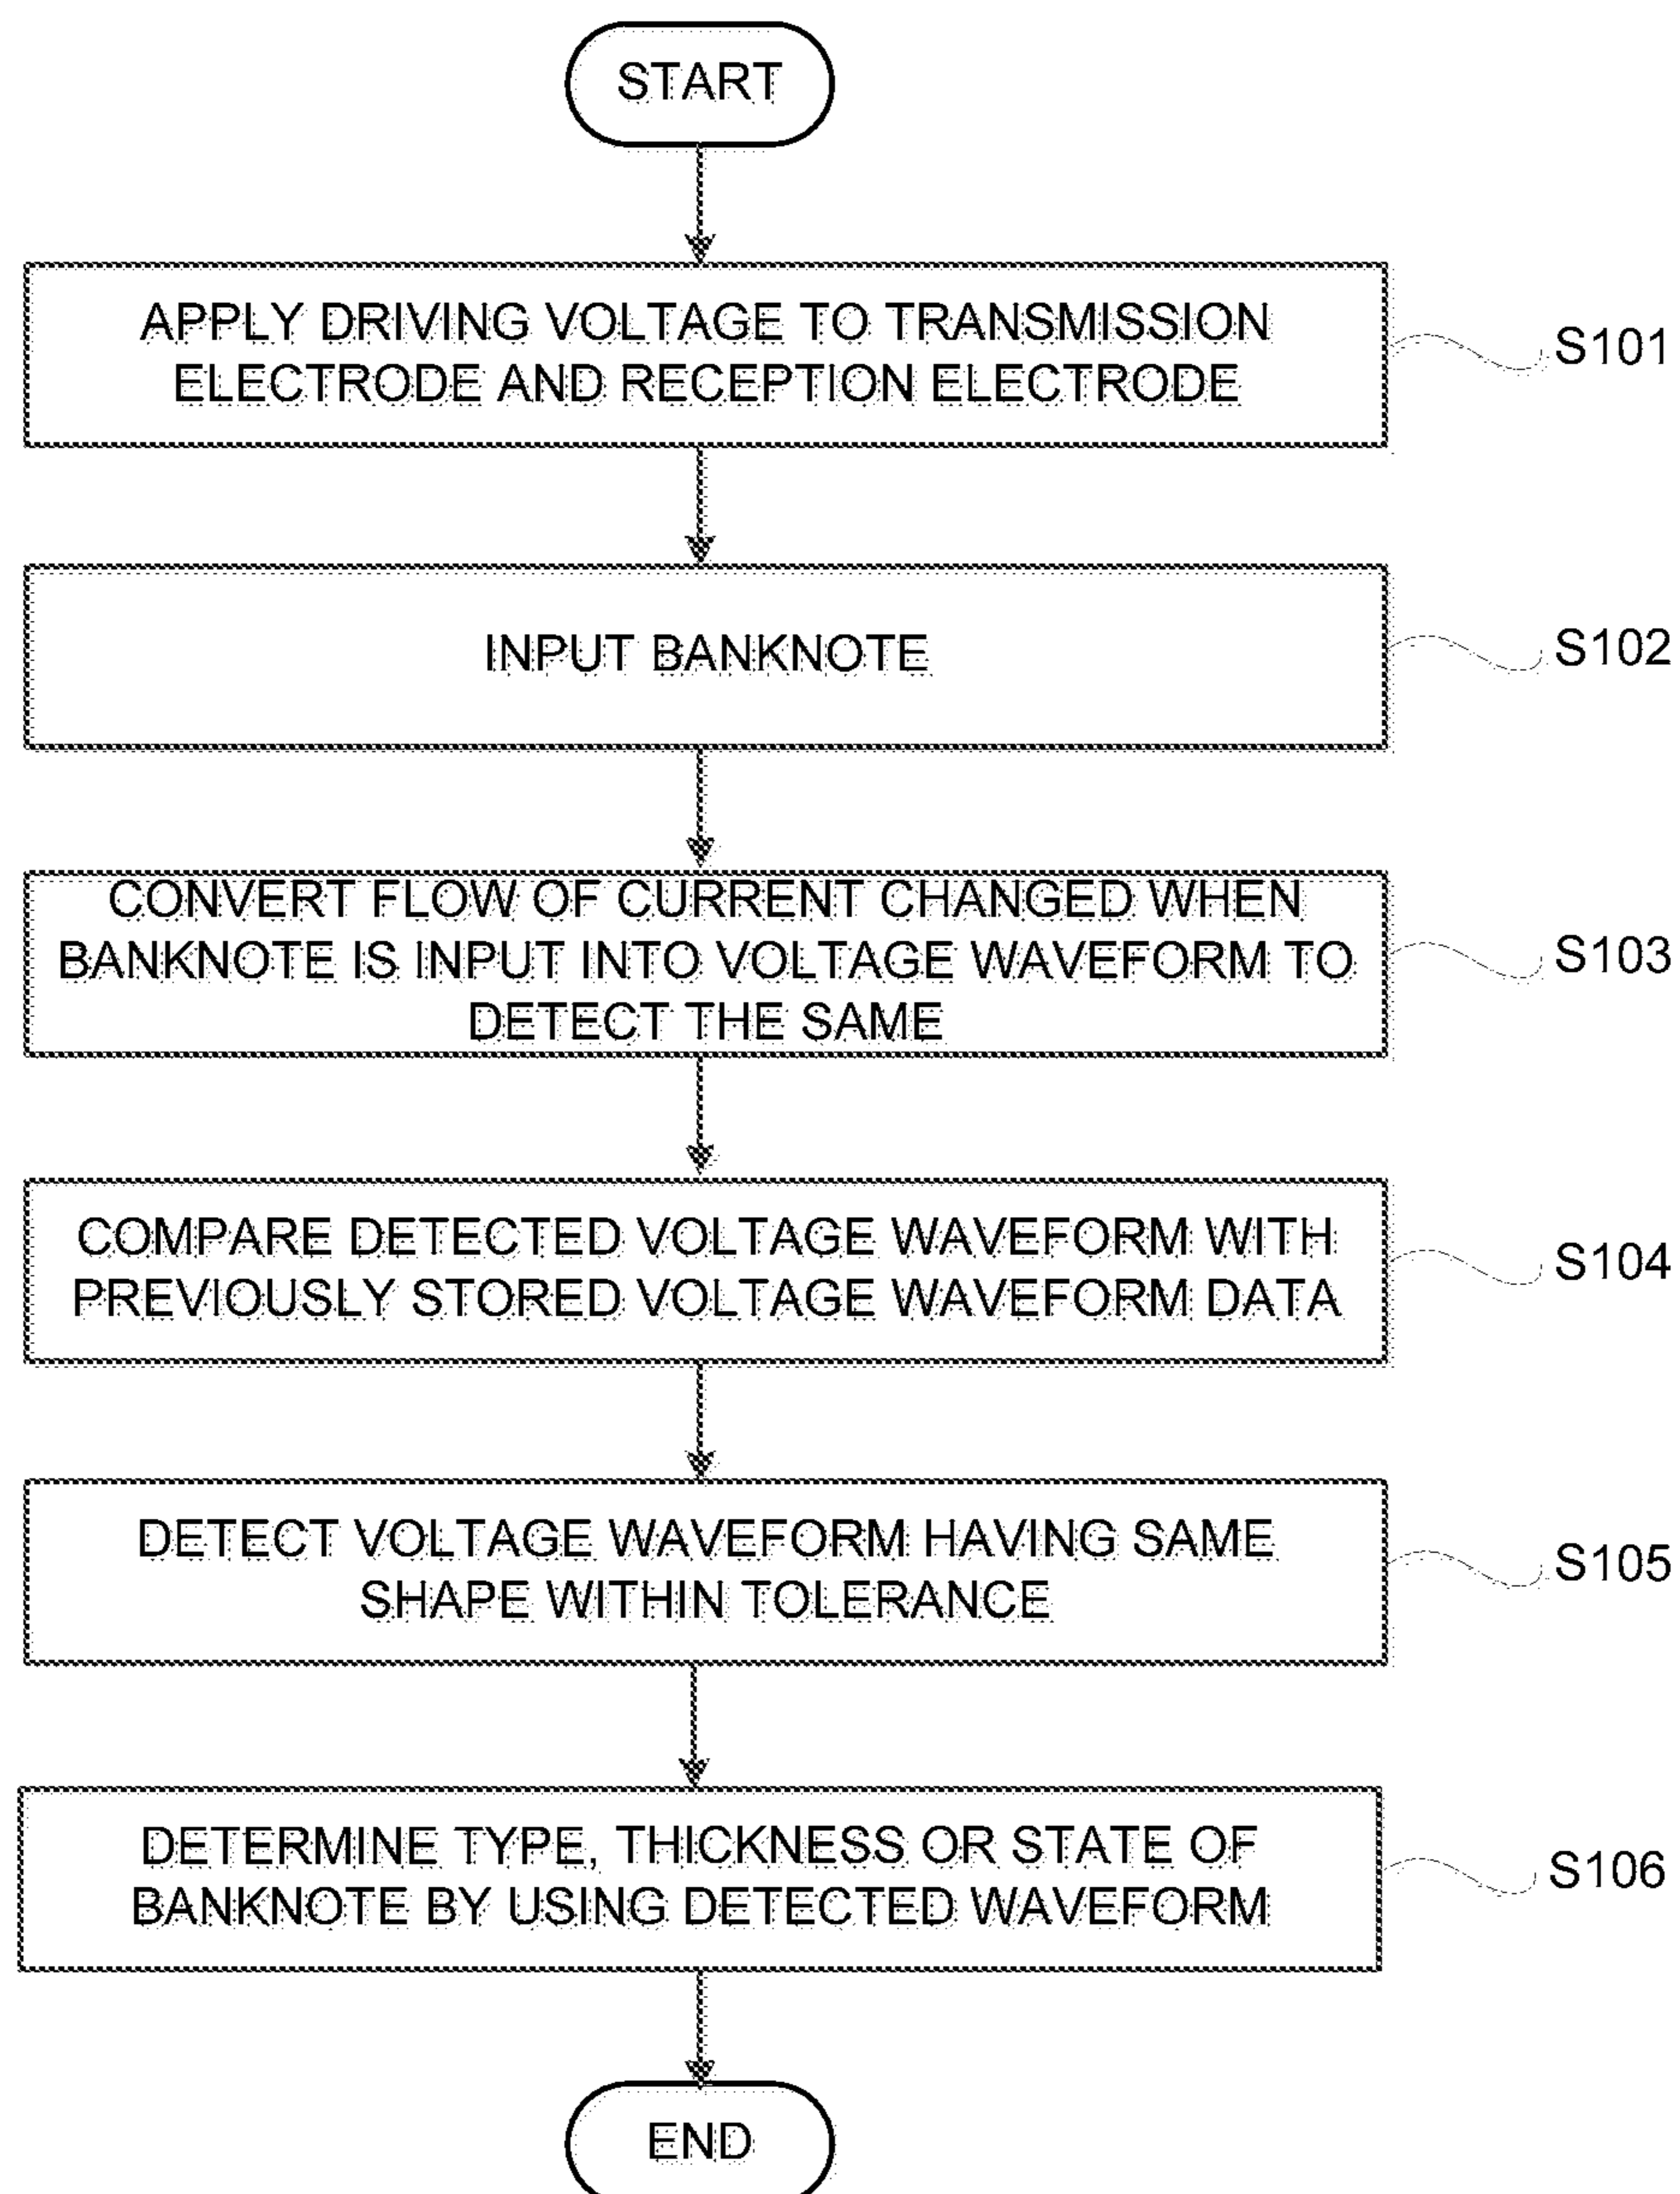 START
APPLY DRIVING VOLTAGE TO TRANSMISSION
ELECTRODE AND RECEPTION ELECTRODE
S101
INPUT BANKNOTE
S102
CONVERT FLOW OF CURRENT CHANGED WHEN
BANKNOTE IS INPUT INTO VOLTAGE WAVEFORM TO
DETECT THE SAME
S103
COMPARE DETECTED VOLTAGE WAVEFORM WITH
PREVIOUSLY STORED VOLTAGE WAVEFORM DATA
S104
DETECT VOLTAGE WAVEFORM HAVING SAME
SHAPE WITHIN TOLERANCE
S105
DETERMINE TYPE, THICKNESS OR STATE OF
BANKNOTE BY USING DETECTED WAVEFORM
S106
END